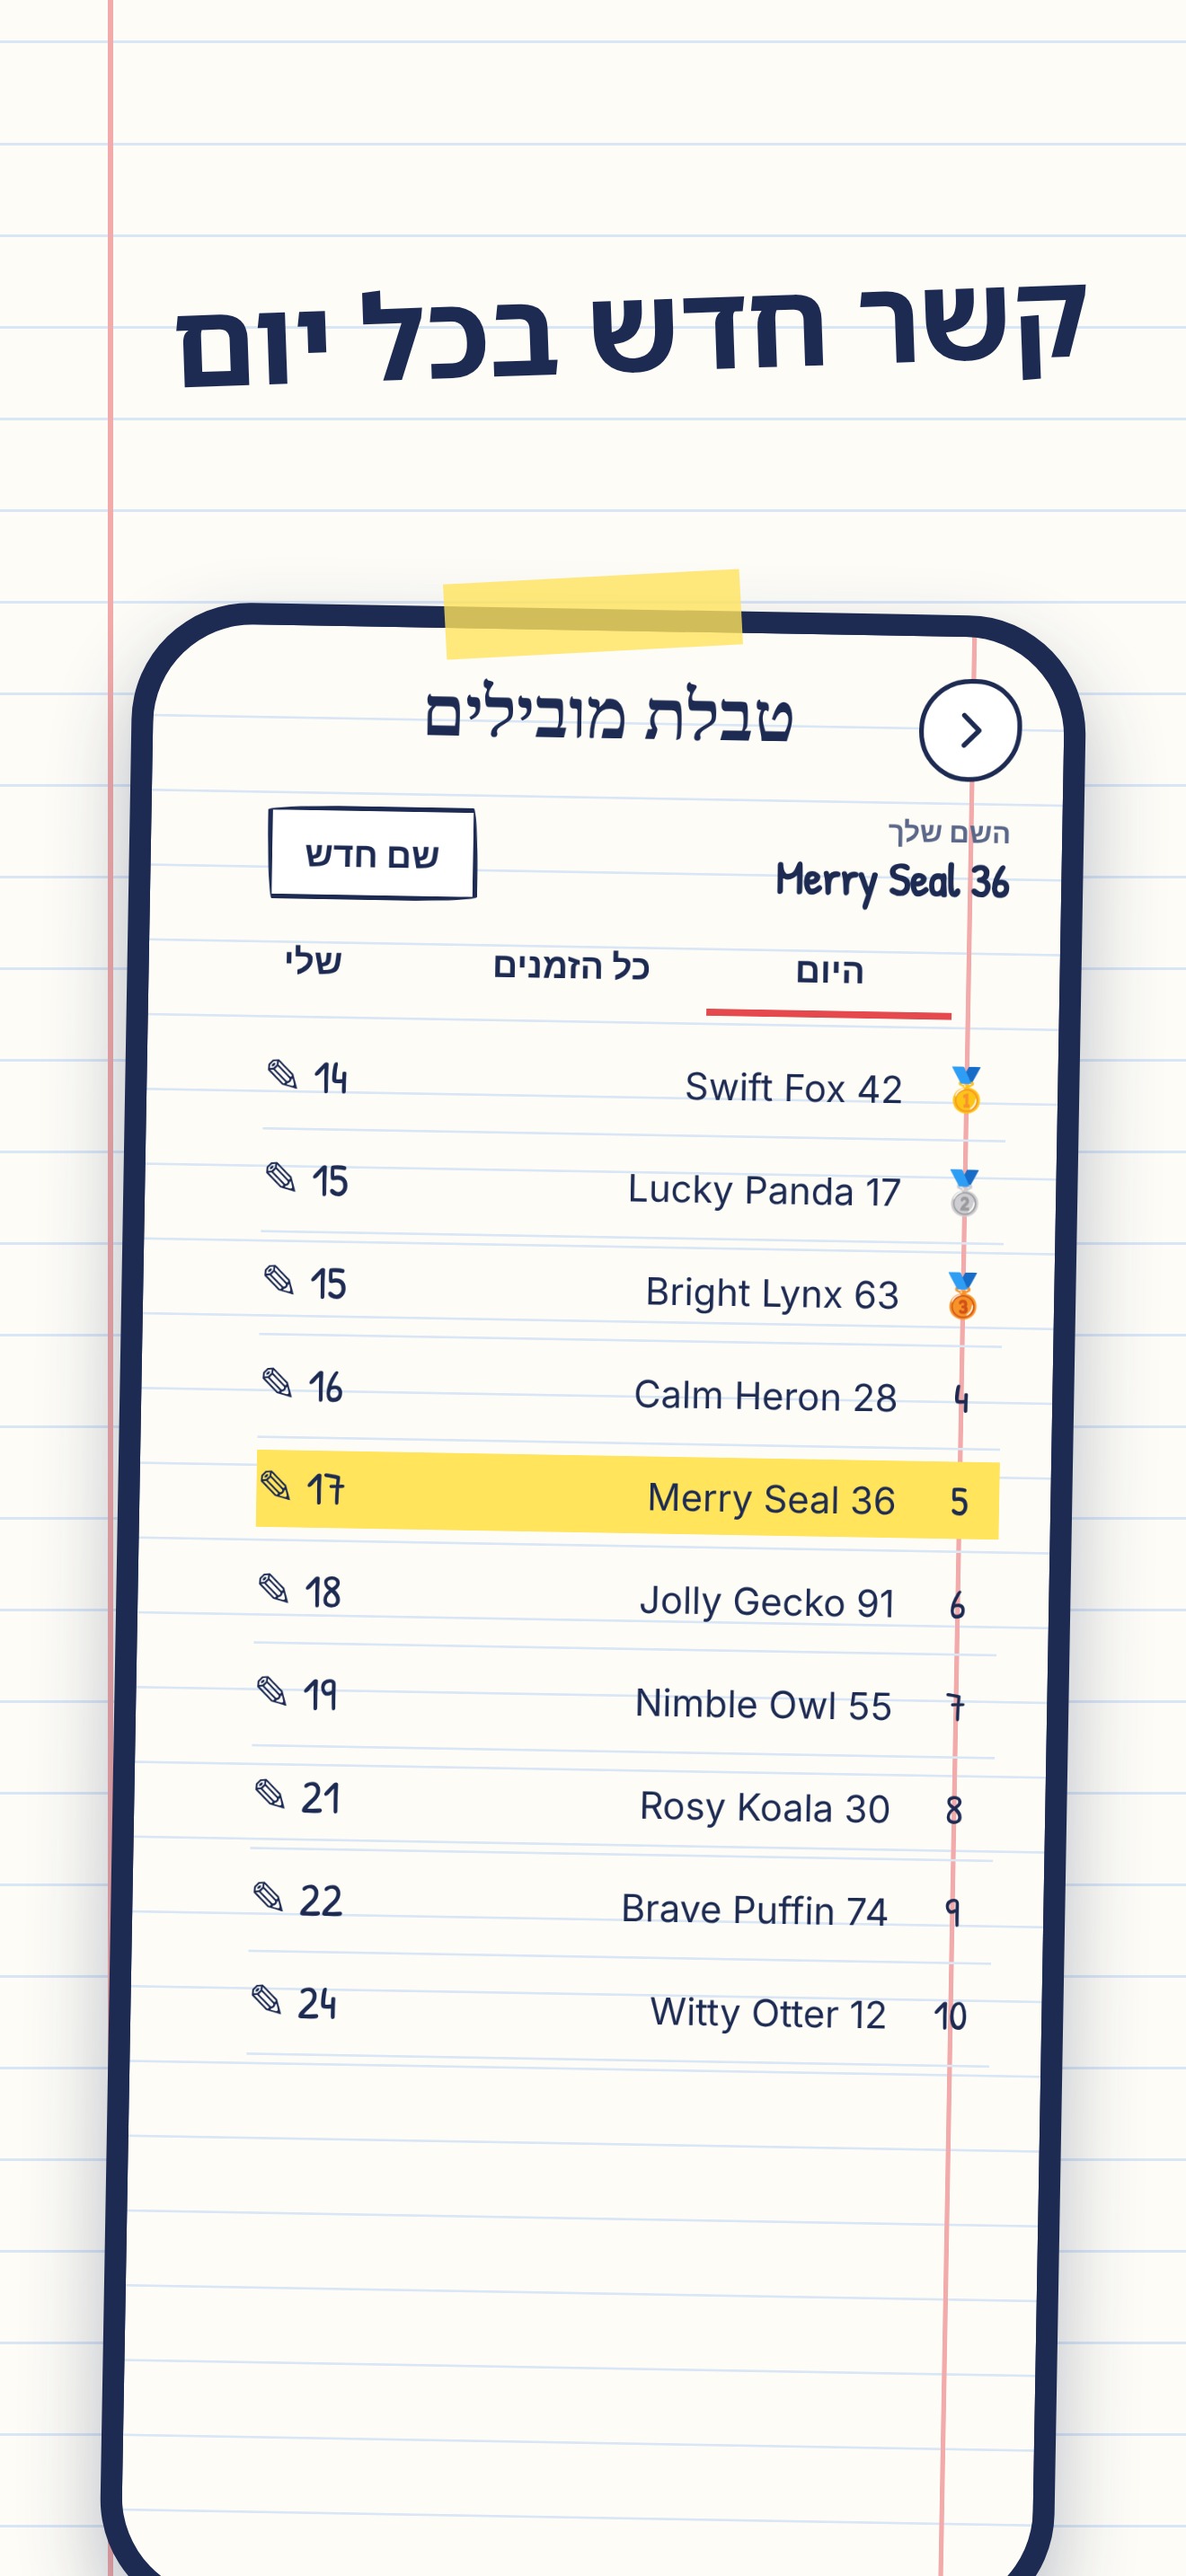 קשר חדש בכל יום
טבלת מובילים
השם שלך
Merry Seal 36
שם חדש
היום כל הזמנים שלי
1 Swift Fox 42 ✎ 14
2 Lucky Panda 17 ✎ 15
3 Bright Lynx 63 ✎ 15
4 Calm Heron 28 ✎ 16
5 Merry Seal 36 ✎ 17
6 Jolly Gecko 91 ✎ 18
7 Nimble Owl 55 ✎ 19
8 Rosy Koala 30 ✎ 21
9 Brave Puffin 74 ✎ 22
10 Witty Otter 12 ✎ 24